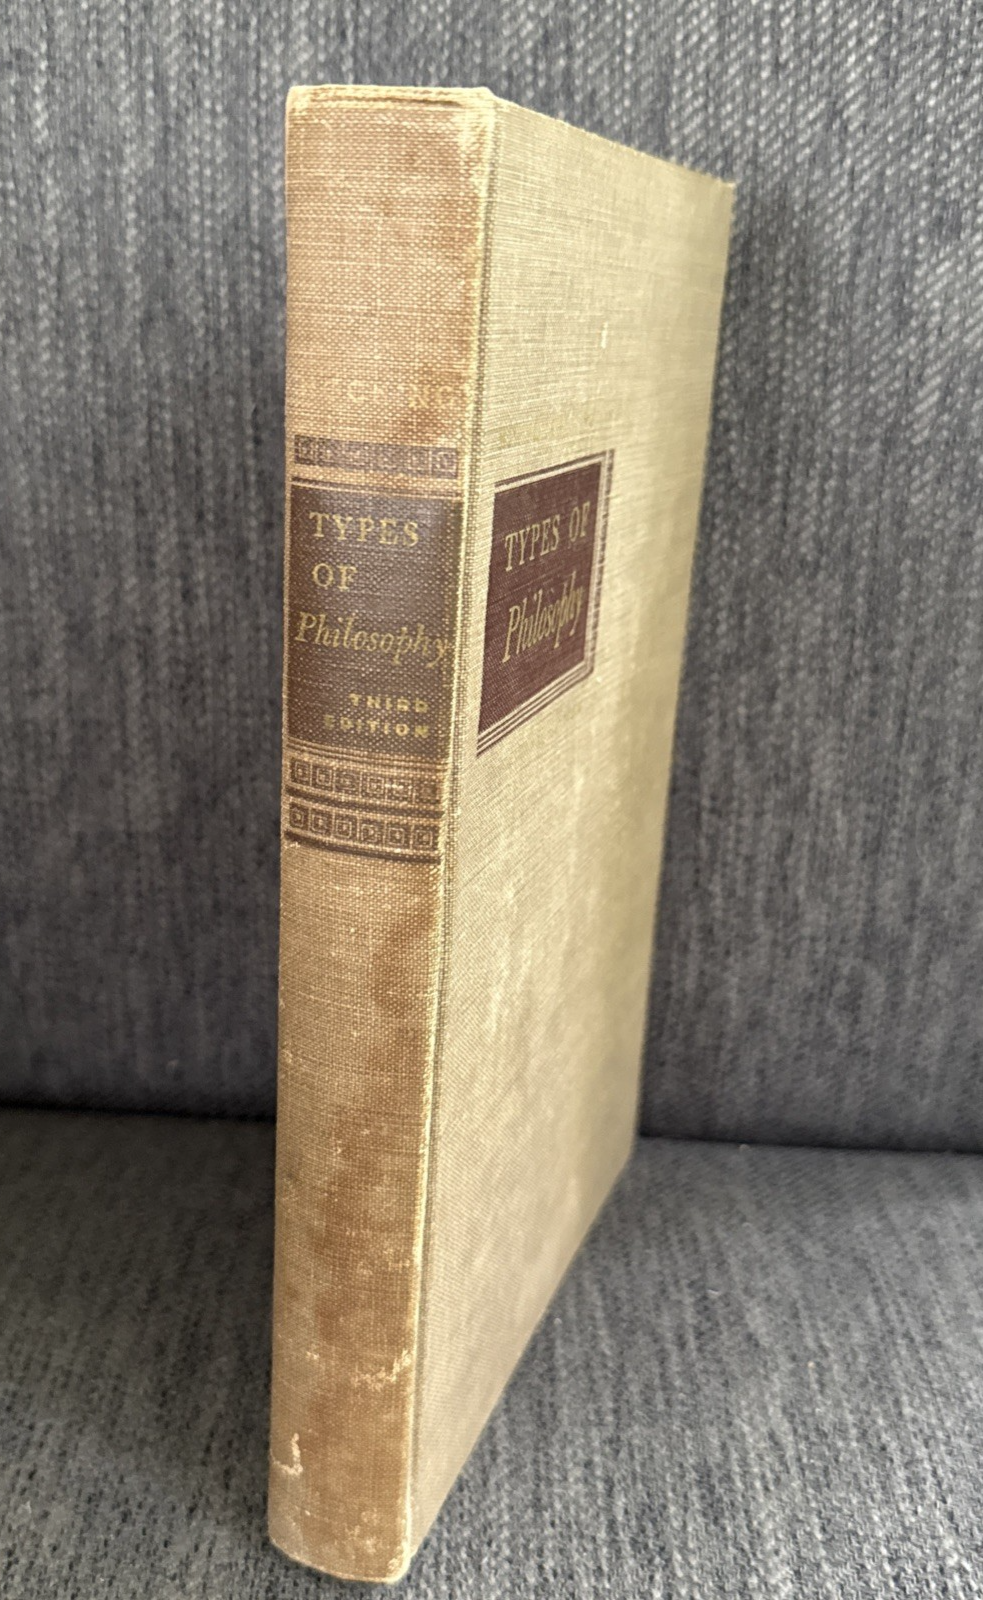 TYPES
OF
Philosophy
THIRD
EDITION
TYPES OF
Philosophy